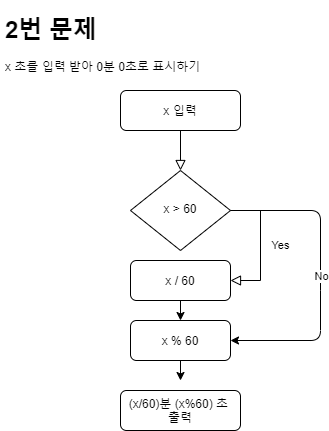 2번 문제
x 초를 입력 받아 0분 0초로 표시하기
x 입력
x > 60
Yes
x / 60
No
x % 60
(x/60)분 (x%60) 초
출력